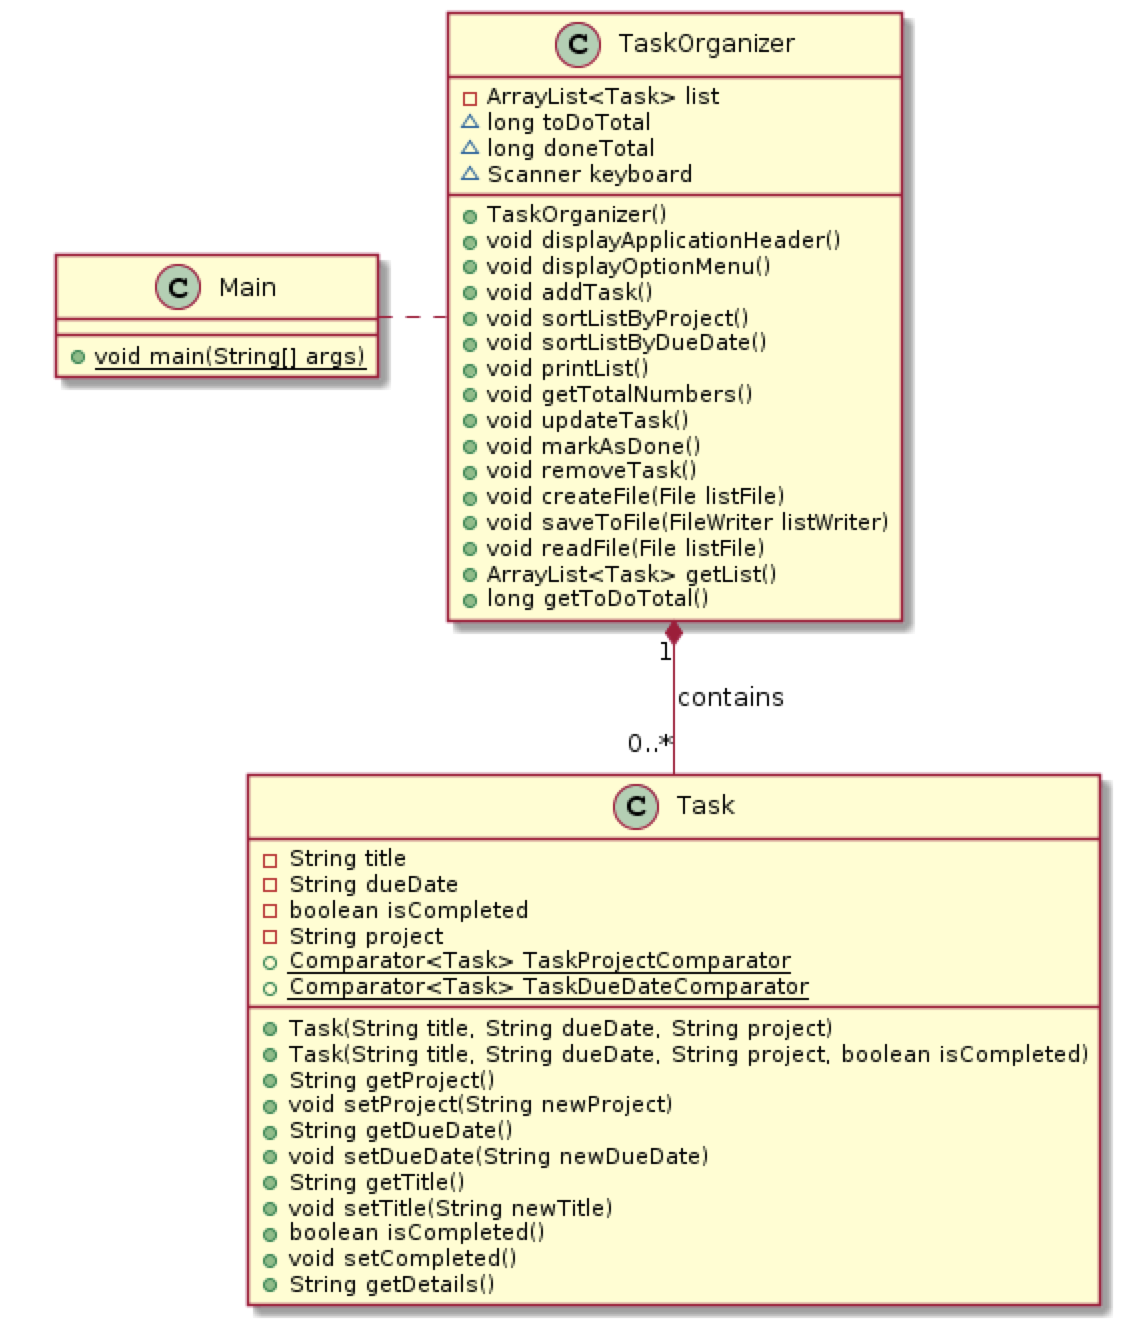 C TaskOrganizer
ArrayList<Task> list
long toDoTotal
long doneTotal
Scanner keyboard
TaskOrganizer()
void displayApplicationHeader()
void displayOptionMenu()
void addTask()
void sortListByProject()
void sortListByDueDate()
void printList()
void getTotalNumbers()
void updateTask()
void markAsDone()
void removeTask()
void createFile(File listFile)
void saveToFile(FileWriter listWriter)
void readFile(File listFile)
ArrayList<Task> getList()
long getToDoTotal()
C Main
void main(String[] args)
1
contains
0..*
C Task
String title
String dueDate
boolean isCompleted
String project
Comparator<Task> TaskProjectComparator
Comparator<Task> TaskDueDateComparator
Task(String title, String dueDate, String project)
Task(String title, String dueDate, String project, boolean isCompleted)
String getProject()
void setProject(String newProject)
String getDueDate()
void setDueDate(String newDueDate)
String getTitle()
void setTitle(String newTitle)
boolean isCompleted()
void setCompleted()
String getDetails()